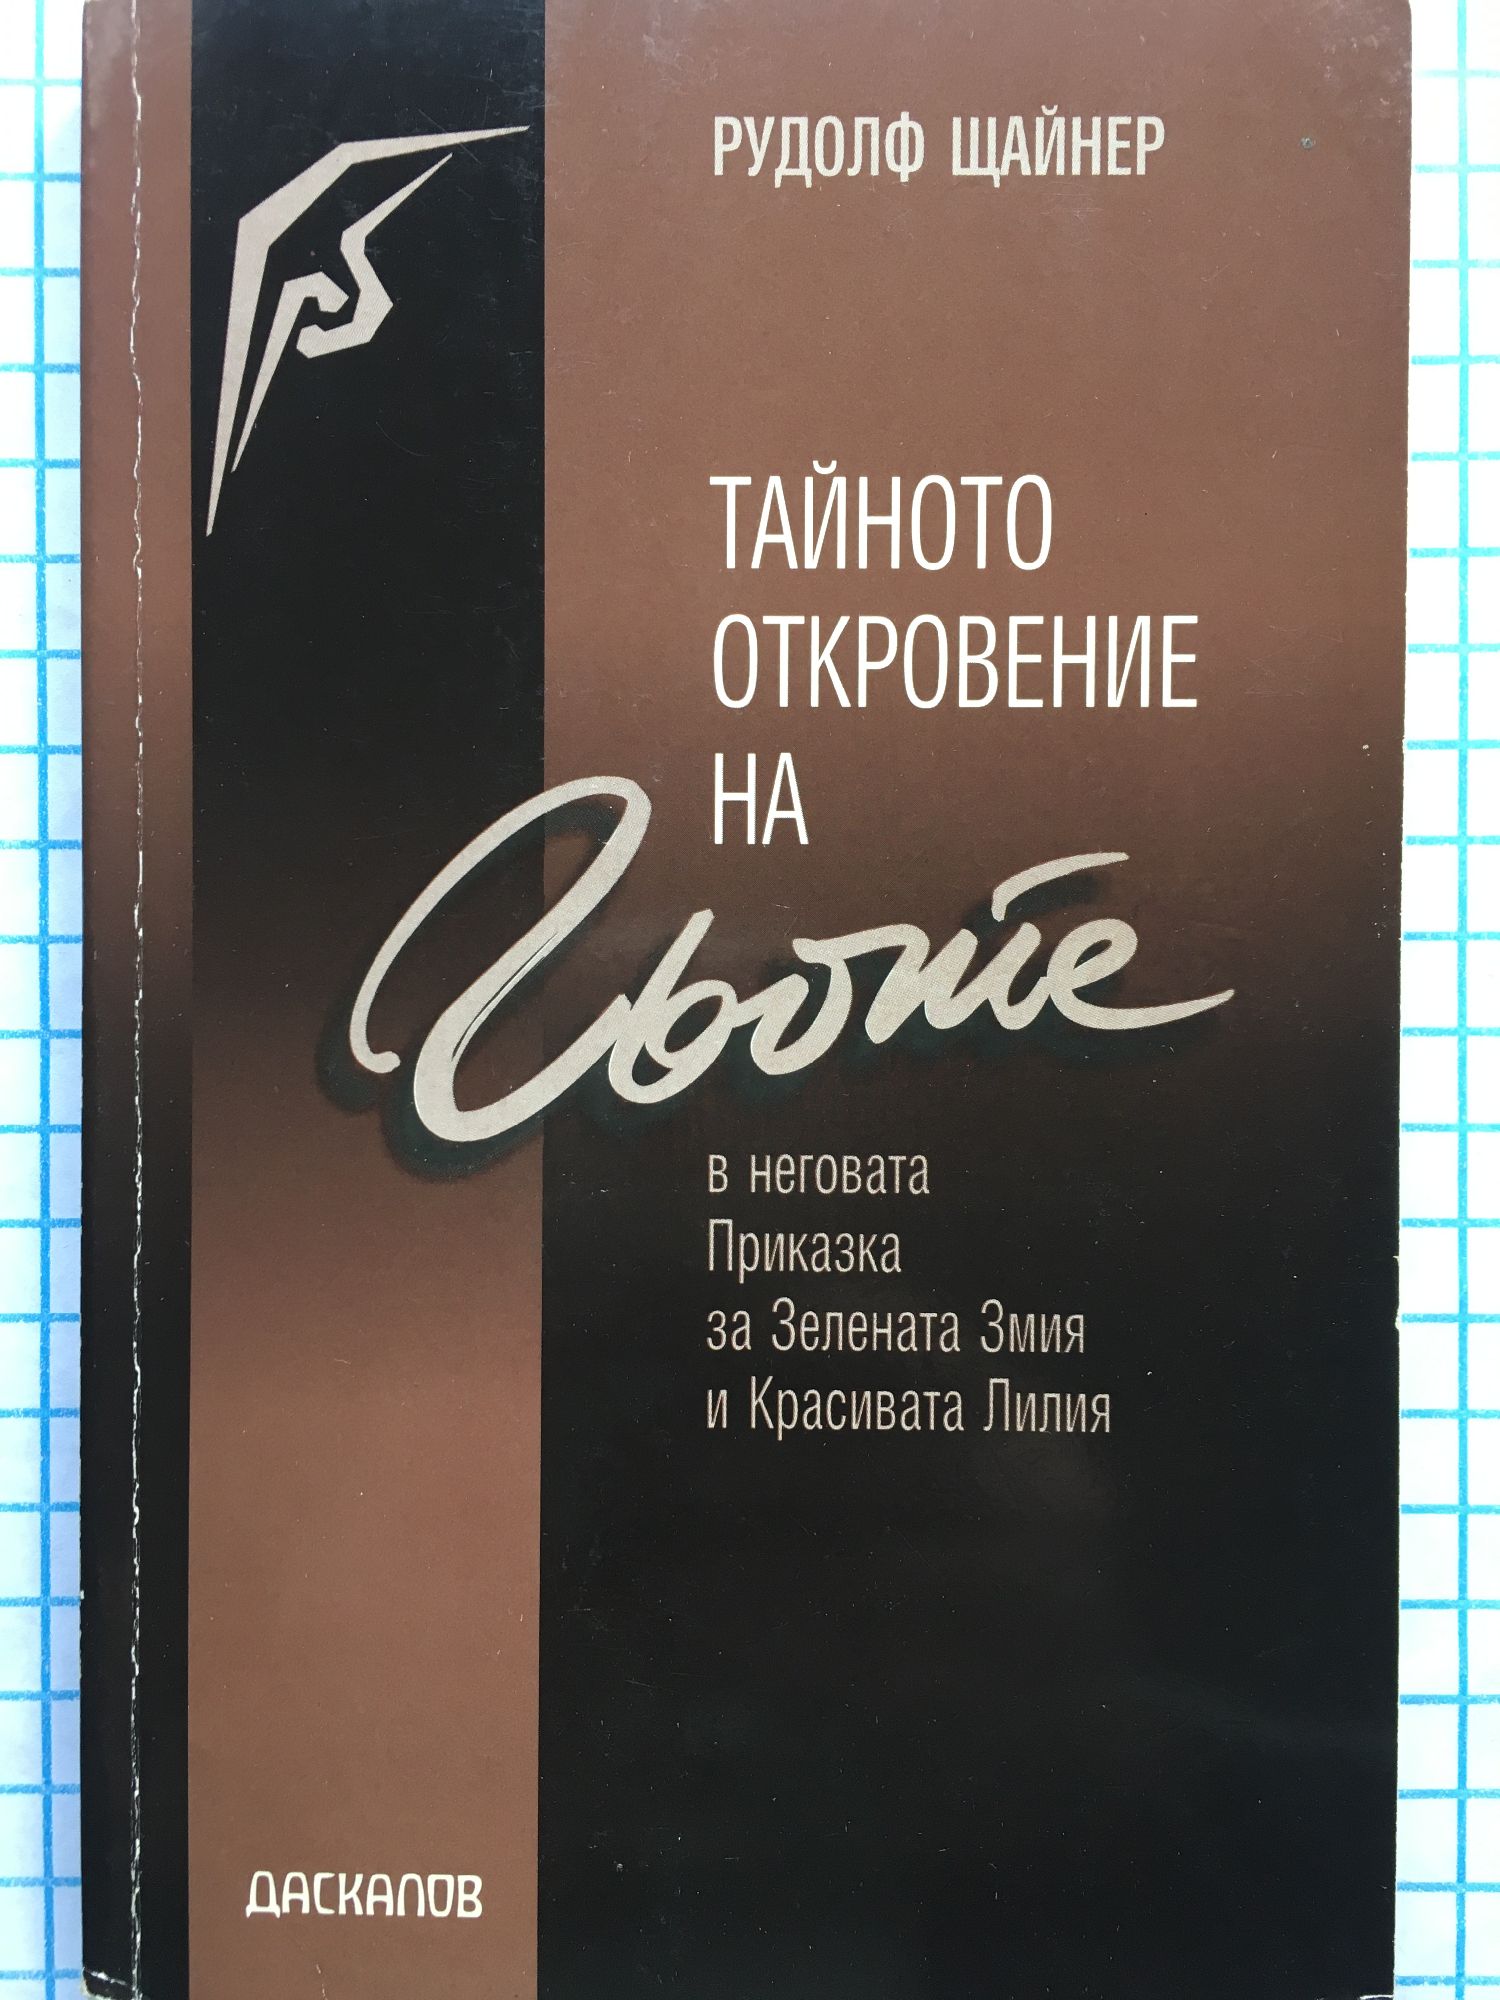 РУДОЛФ ЩАЙНЕР
ТАЙНОТО
ОТКРОВЕНИЕ
НА
Гьоте
в неговата
Приказка
за Зелената Змия
и Красивата Лилия
ДАСКАЛОВ